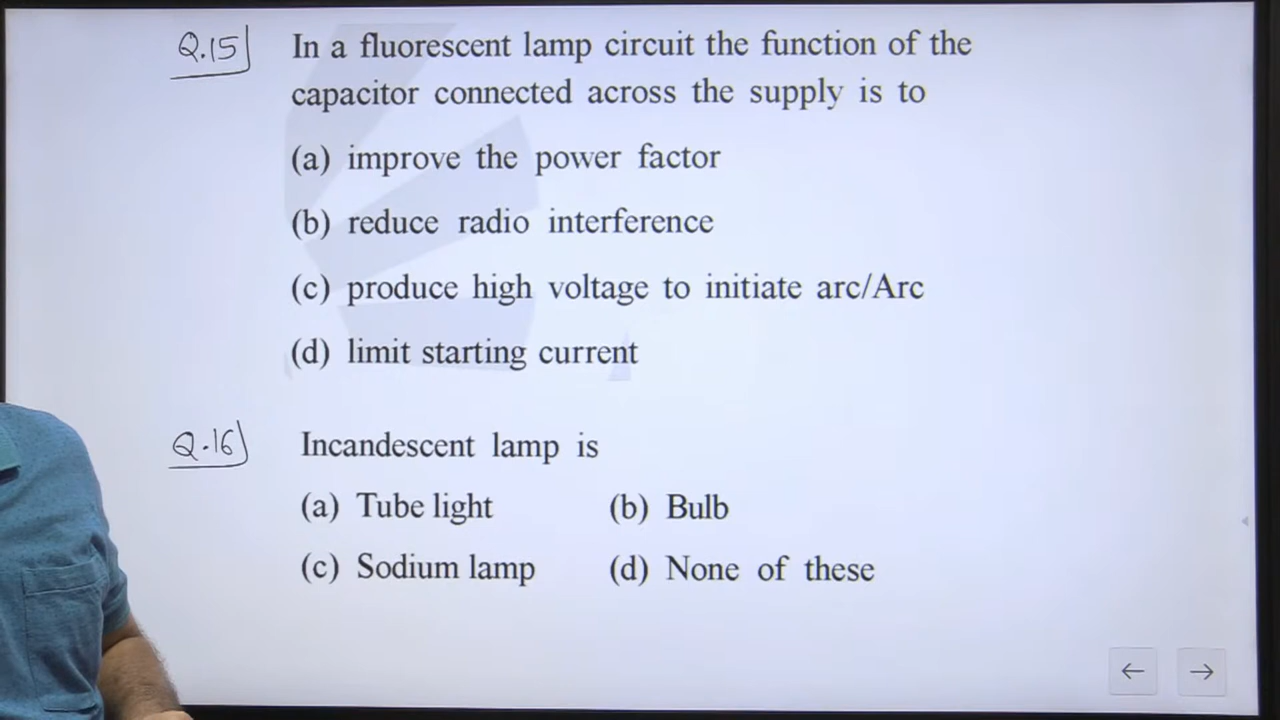 Q.15 In a fluorescent lamp circuit the function of the
capacitor connected across the supply is to
(a) improve the power factor
(b) reduce radio interference
(c) produce high voltage to initiate arc/Arc
(d) limit starting current
Q.16 Incandescent lamp is
(a) Tube light (b) Bulb
(c) Sodium lamp (d) None of these